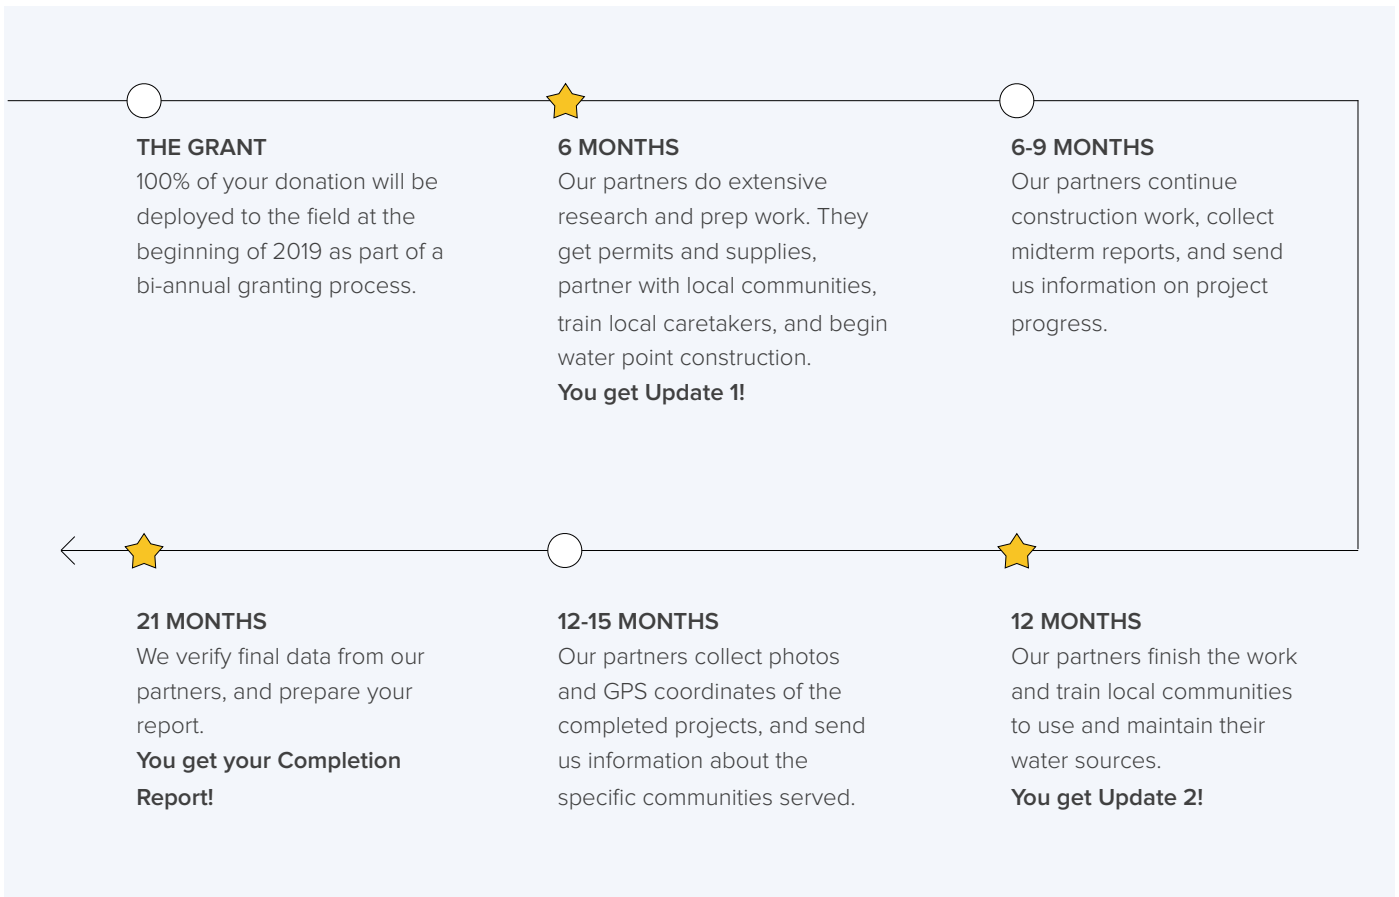 THE GRANT
100% of your donation will be
deployed to the field at the
beginning of 2019 as part of a
bi-annual granting process.
6 MONTHS
Our partners do extensive
research and prep work. They
get permits and supplies,
partner with local communities,
train local caretakers, and begin
water point construction.
You get Update 1!
6-9 MONTHS
Our partners continue
construction work, collect
midterm reports, and send
us information on project
progress.
12 MONTHS
Our partners finish the work
and train local communities
to use and maintain their
water sources.
You get Update 2!
12-15 MONTHS
Our partners collect photos
and GPS coordinates of the
completed projects, and send
us information about the
specific communities served.
21 MONTHS
We verify final data from our
partners, and prepare your
report.
You get your Completion
Report!